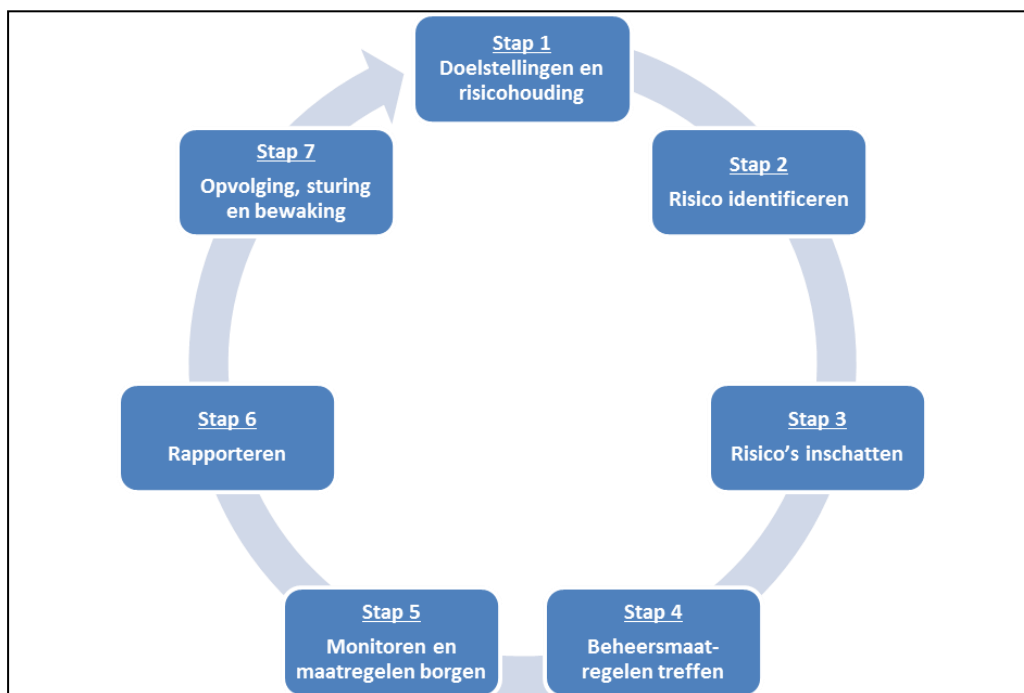 Stap 1
Doelstellingen en
risicohouding
Stap 2
Risico identificeren
Stap 3
Risico’s inschatten
Stap 4
Beheersmaat-
regelen treffen
Stap 5
Monitoren en
maatregelen borgen
Stap 6
Rapporteren
Stap 7
Opvolging, sturing
en bewaking